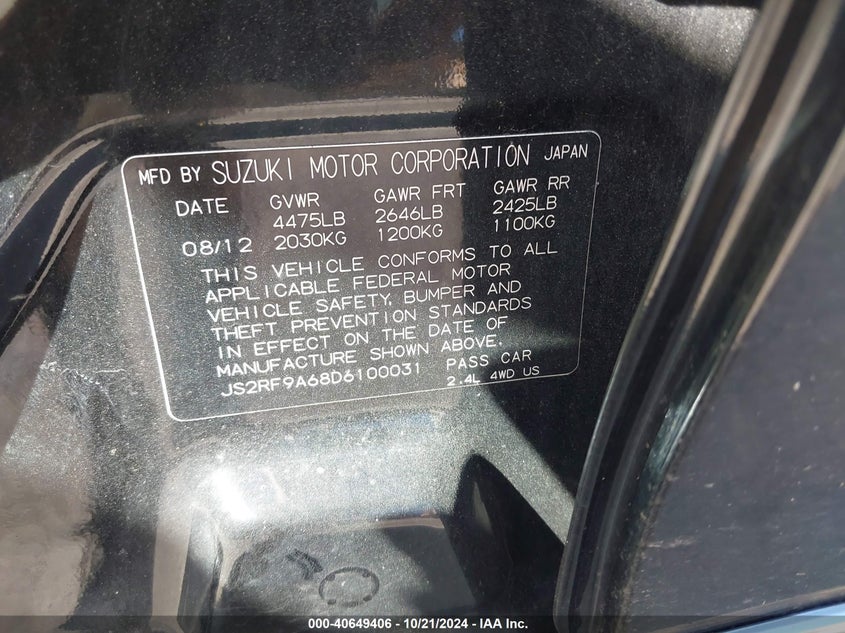 MFD BY SUZUKI MOTOR CORPORATION JAPAN
DATE GVWR GAWR FRT GAWR RR
4475LB 2646LB 2425LB
08/12 2030KG 1200KG 1100KG
THIS VEHICLE CONFORMS TO ALL
APPLICABLE FEDERAL MOTOR
VEHICLE SAFETY, BUMPER AND
THEFT PREVENTION STANDARDS
IN EFFECT ON THE DATE OF
MANUFACTURE SHOWN ABOVE.
JS2RF9A68D6100031 PASS CAR
2.4L 4WD US
000-40649406 - 10/21/2024 - IAA Inc.